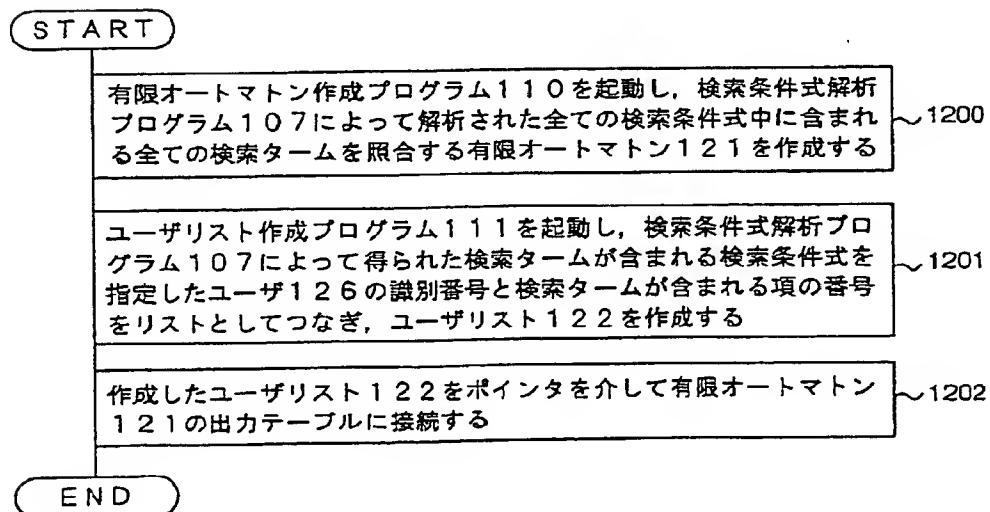 START
有限オートマトン作成プログラム110を起動し，検索条件式解析
プログラム107によって解析された全ての検索条件式中に含まれ
る全ての検索タームを照合する有限オートマトン121を作成する
1200
ユーザリスト作成プログラム111を起動し，検索条件式解析プロ
グラム107によって得られた検索タームが含まれる検索条件式を
指定したユーザ126の識別番号と検索タームが含まれる項の番号
をリストとしてつなぎ，ユーザリスト122を作成する
1201
作成したユーザリスト122をポインタを介して有限オートマトン
121の出力テーブルに接続する
1202
END